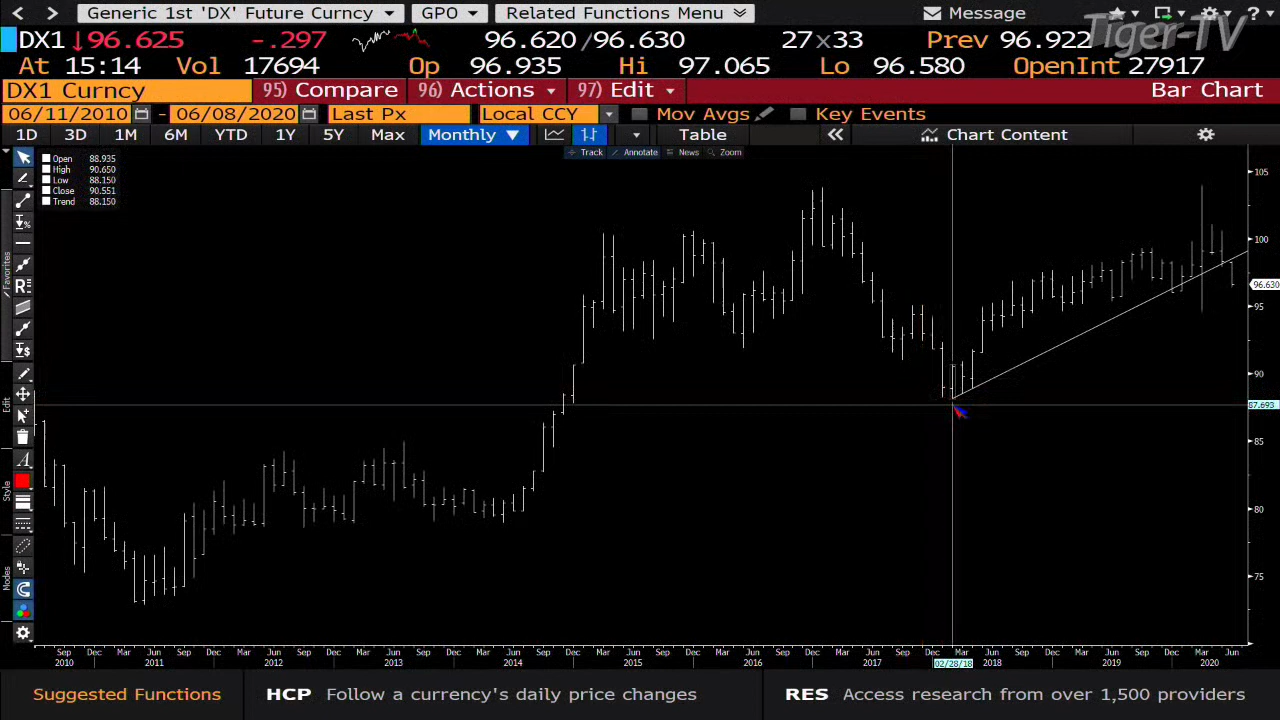 Generic 1st 'DX' Future Curncy GPO Related Functions Menu Message ?
Tiger-TV
DX1 ↓96.625 -.297 96.620/96.630 27x33 Prev 96.922
At 15:14 Vol 17694 Op 96.935 Hi 97.065 Lo 96.580 OpenInt 27917
DX1 Curncy 95) Compare 96) Actions 97) Edit Bar Chart
06/11/2010 - 06/08/2020 Last Px Local CCY Mov Avgs Key Events
1D 3D 1M 6M YTD 1Y 5Y Max Monthly ▼ Table « Chart Content
Track Annotate News Zoom
Open 88.935
High 90.650
Low 88.150
Close 90.551
Trend 88.150
Favorites
Edit
Style
Modes
105
100
96.630
95
90
87.693
85
80
75
Sep Dec Mar Jun Sep Dec Mar Jun Sep Dec Mar Jun Sep Dec Mar Jun Sep Dec Mar Jun Sep Dec Mar Jun Sep Dec Mar Jun Sep Dec Mar Jun Sep Dec Mar Jun Sep Dec Mar Jun
2010 2011 2012 2013 2014 2015 2016 2017 02/28/18 2018 2019 2020
Suggested Functions HCP Follow a currency's daily price changes RES Access research from over 1,500 providers